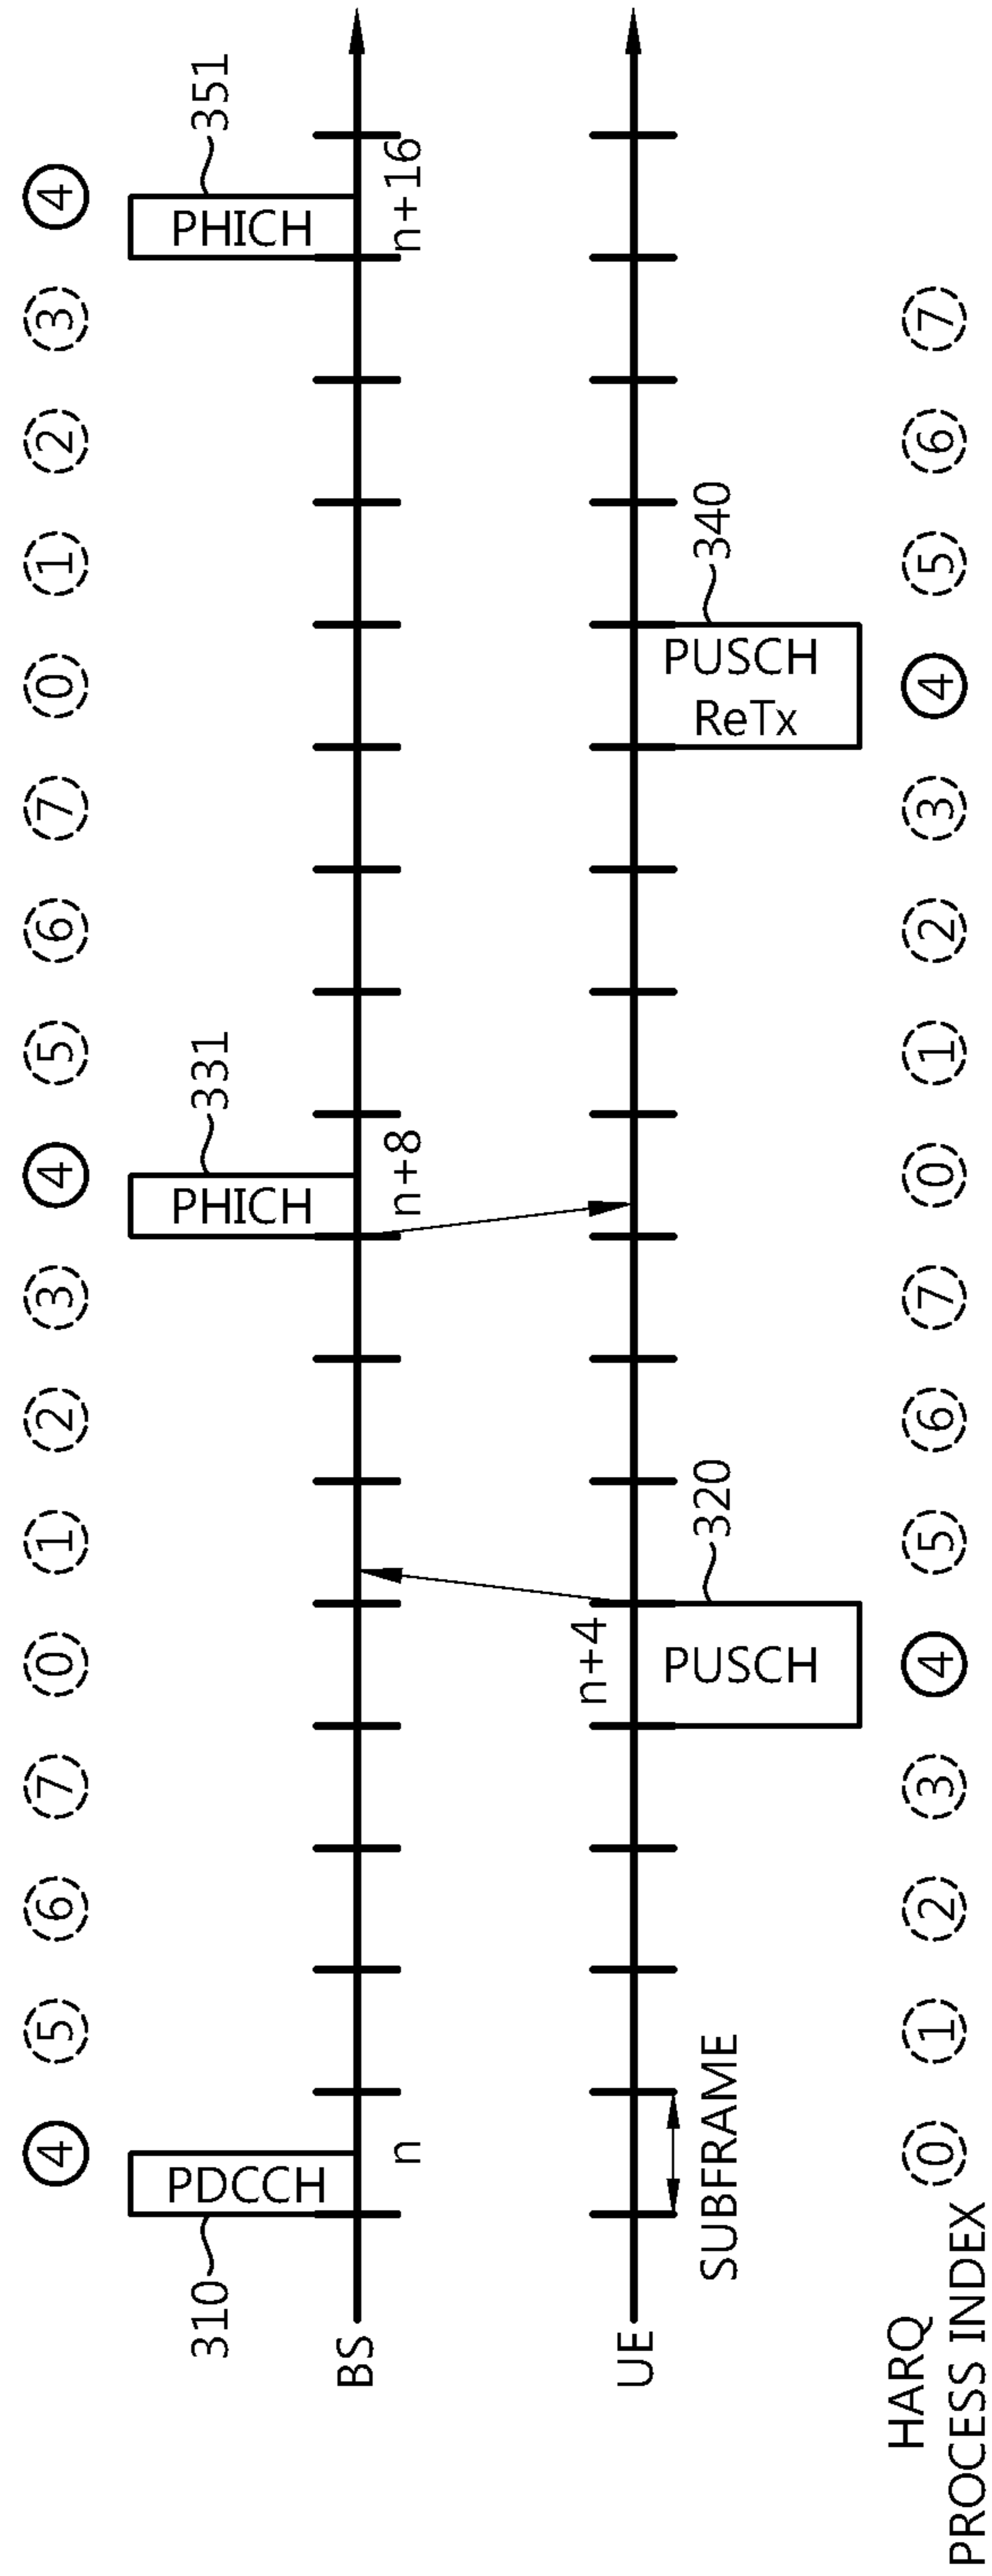 4 5 6 7 0 1 2 3 4 5 6 7 0 1 2 3 4
310 PDCCH PHICH 331 PHICH 351
BS
n n+8 n+16
n+4
UE
PUSCH PUSCH
ReTx
320 340
SUBFRAME
HARQ
PROCESS INDEX
0 1 2 3 4 5 6 7 0 1 2 3 4 5 6 7